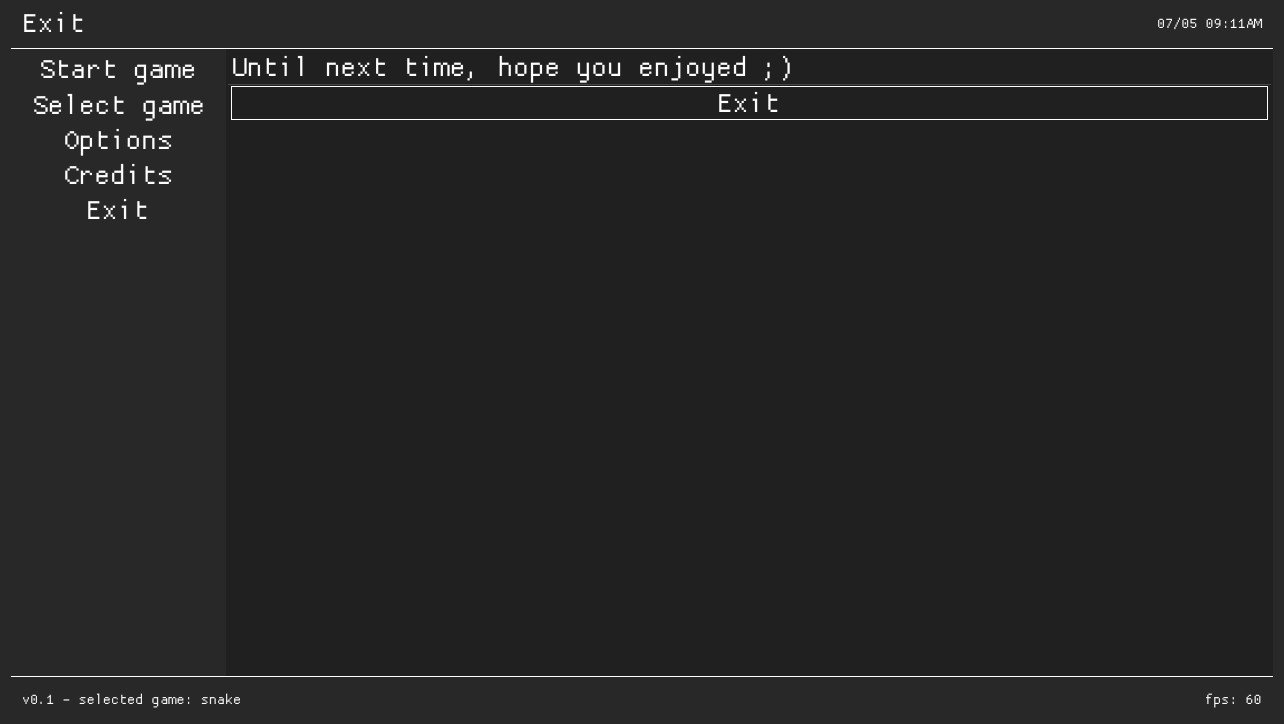 Exit
07/05 09:11AM
Start game
Select game
Options
Credits
Exit
Until next time, hope you enjoyed ;)
Exit
v0.1 - selected game: snake
fps: 60